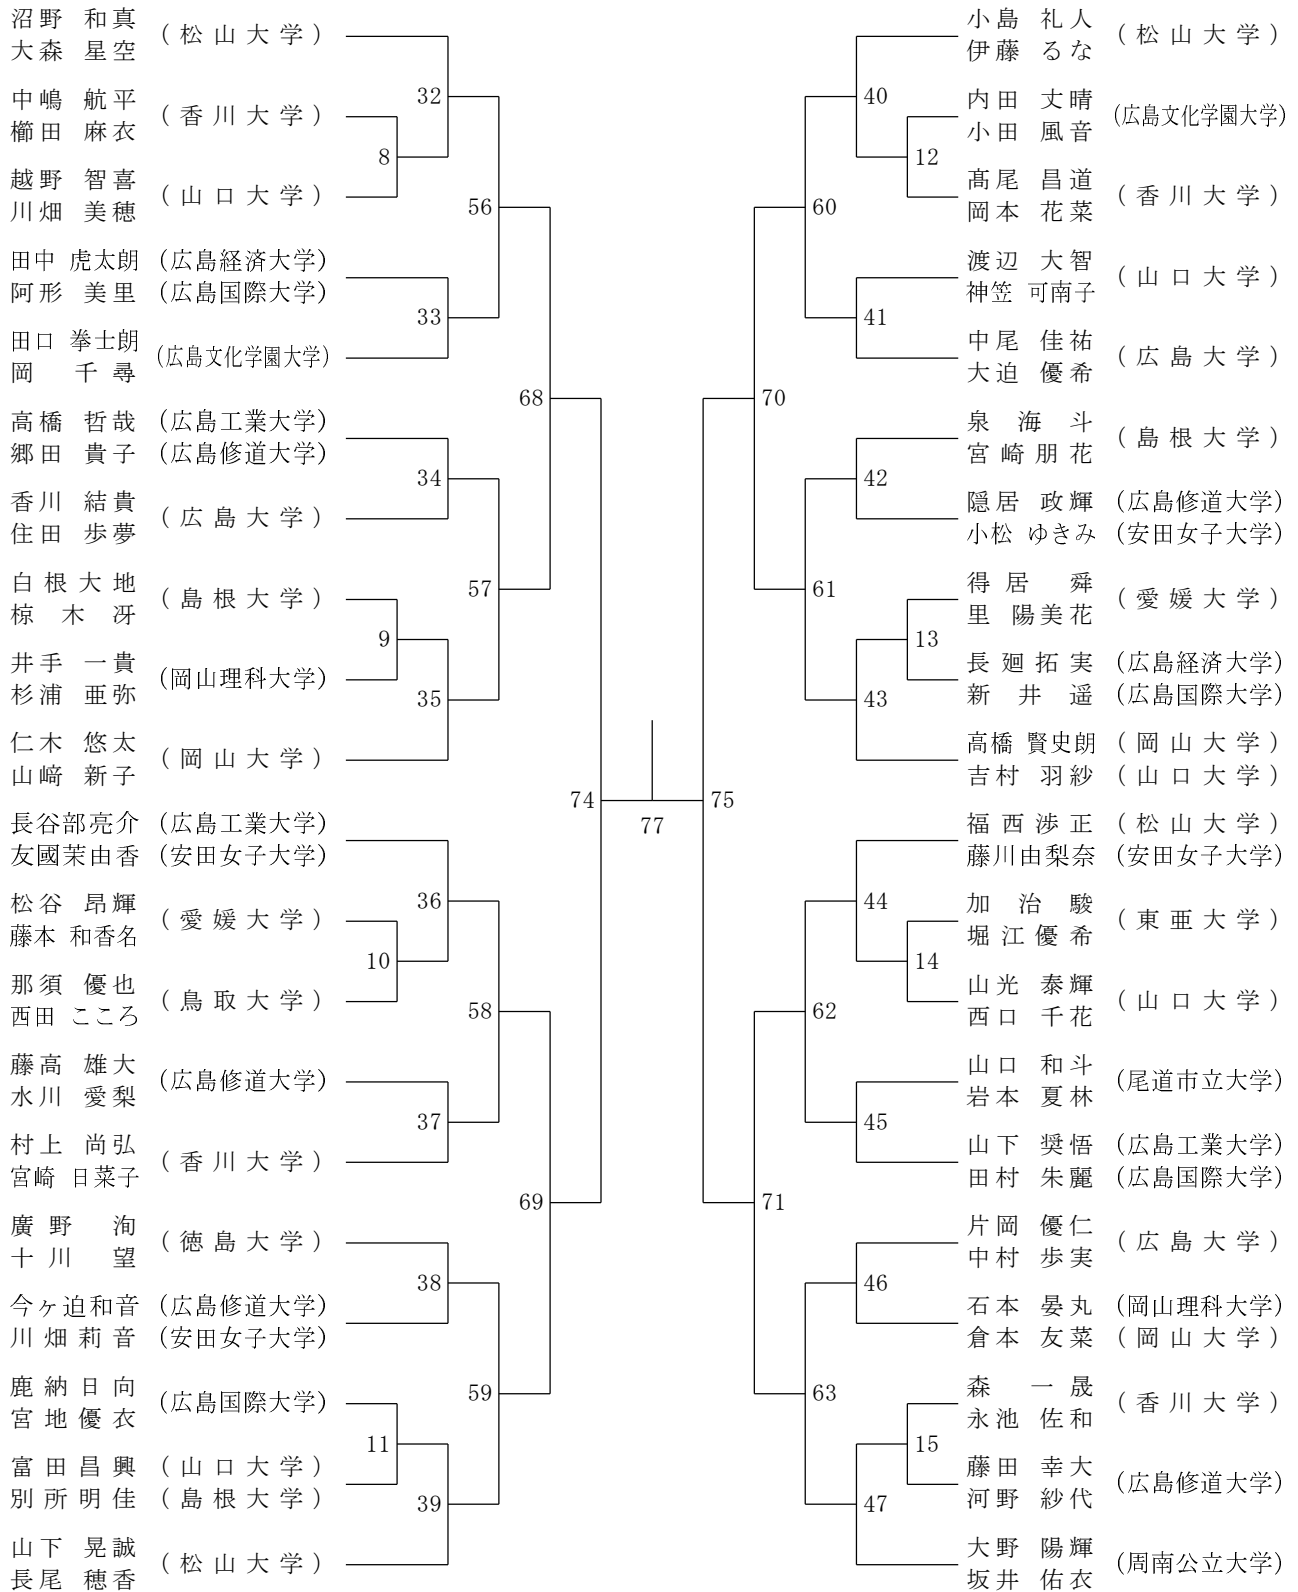 沼野 和真 (松山大学)
大森 星空
32
中嶋 航平 (香川大学)
櫛田 麻衣
8
越野 智喜 (山口大学)
川畑 美穂
56
田中 虎太朗 (広島経済大学)
阿形 美里 (広島国際大学)
33
田口 拳士朗 (広島文化学園大学)
岡 千尋
68
高橋 哲哉 (広島工業大学)
郷田 貴子 (広島修道大学)
34
香川 結貴 (広島大学)
住田 歩夢
白根大地 (島根大学)
椋木 冴
57
9
井手 一貴 (岡山理科大学)
杉浦 亜弥
35
仁木 悠太 (岡山大学)
山﨑 新子
74
長谷部亮介 (広島工業大学)
友國茉由香 (安田女子大学)
36
松谷 昂輝 (愛媛大学)
藤本 和香名
10
那須 優也 (鳥取大学)
西田 こころ
58
藤高 雄大 (広島修道大学)
水川 愛梨
37
村上 尚弘 (香川大学)
宮崎 日菜子
69
廣野 洵 (徳島大学)
十川 望
38
今ヶ迫和音 (広島修道大学)
川畑莉音 (安田女子大学)
鹿納日向 (広島国際大学)
宮地優衣
59
11
富田昌興 (山口大学)
別所明佳 (島根大学)
39
山下 晃誠 (松山大学)
長尾 穂香
77
小島 礼人 (松山大学)
伊藤 るな
40
内田 丈晴 (広島文化学園大学)
小田 風音
12
髙尾 昌道 (香川大学)
岡本 花菜
60
渡辺 大智 (山口大学)
神笠 可南子
41
中尾 佳祐 (広島大学)
大迫 優希
70
泉 海斗 (島根大学)
宮崎朋花
42
隠居 政輝 (広島修道大学)
小松 ゆきみ (安田女子大学)
得居 舜 (愛媛大学)
里 陽美花
61
13
長廻拓実 (広島経済大学)
新井遥 (広島国際大学)
43
高橋 賢史朗 (岡山大学)
吉村 羽紗 (山口大学)
75
福西渉正 (松山大学)
藤川由梨奈 (安田女子大学)
44
加治駿 (東亜大学)
堀江優希
14
山光 泰輝 (山口大学)
西口 千花
62
山口 和斗 (尾道市立大学)
岩本 夏林
45
山下 奨悟 (広島工業大学)
田村 朱麗 (広島国際大学)
71
片岡 優仁 (広島大学)
中村 歩実
46
石本 晏丸 (岡山理科大学)
倉本 友菜 (岡山大学)
森 一晟 (香川大学)
永池 佐和
63
15
藤田 幸大 (広島修道大学)
河野 紗代
47
大野 陽輝 (周南公立大学)
坂井 佑衣